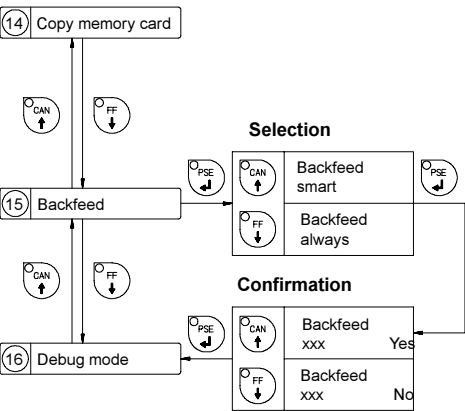 14 Copy memory card
CAN
FF
Selection
PSE
CAN
Backfeed
smart
PSE
15 Backfeed
FF
Backfeed
always
CAN
FF
Confirmation
PSE
CAN
Backfeed
xxx Yes
16 Debug mode
FF
Backfeed
xxx No